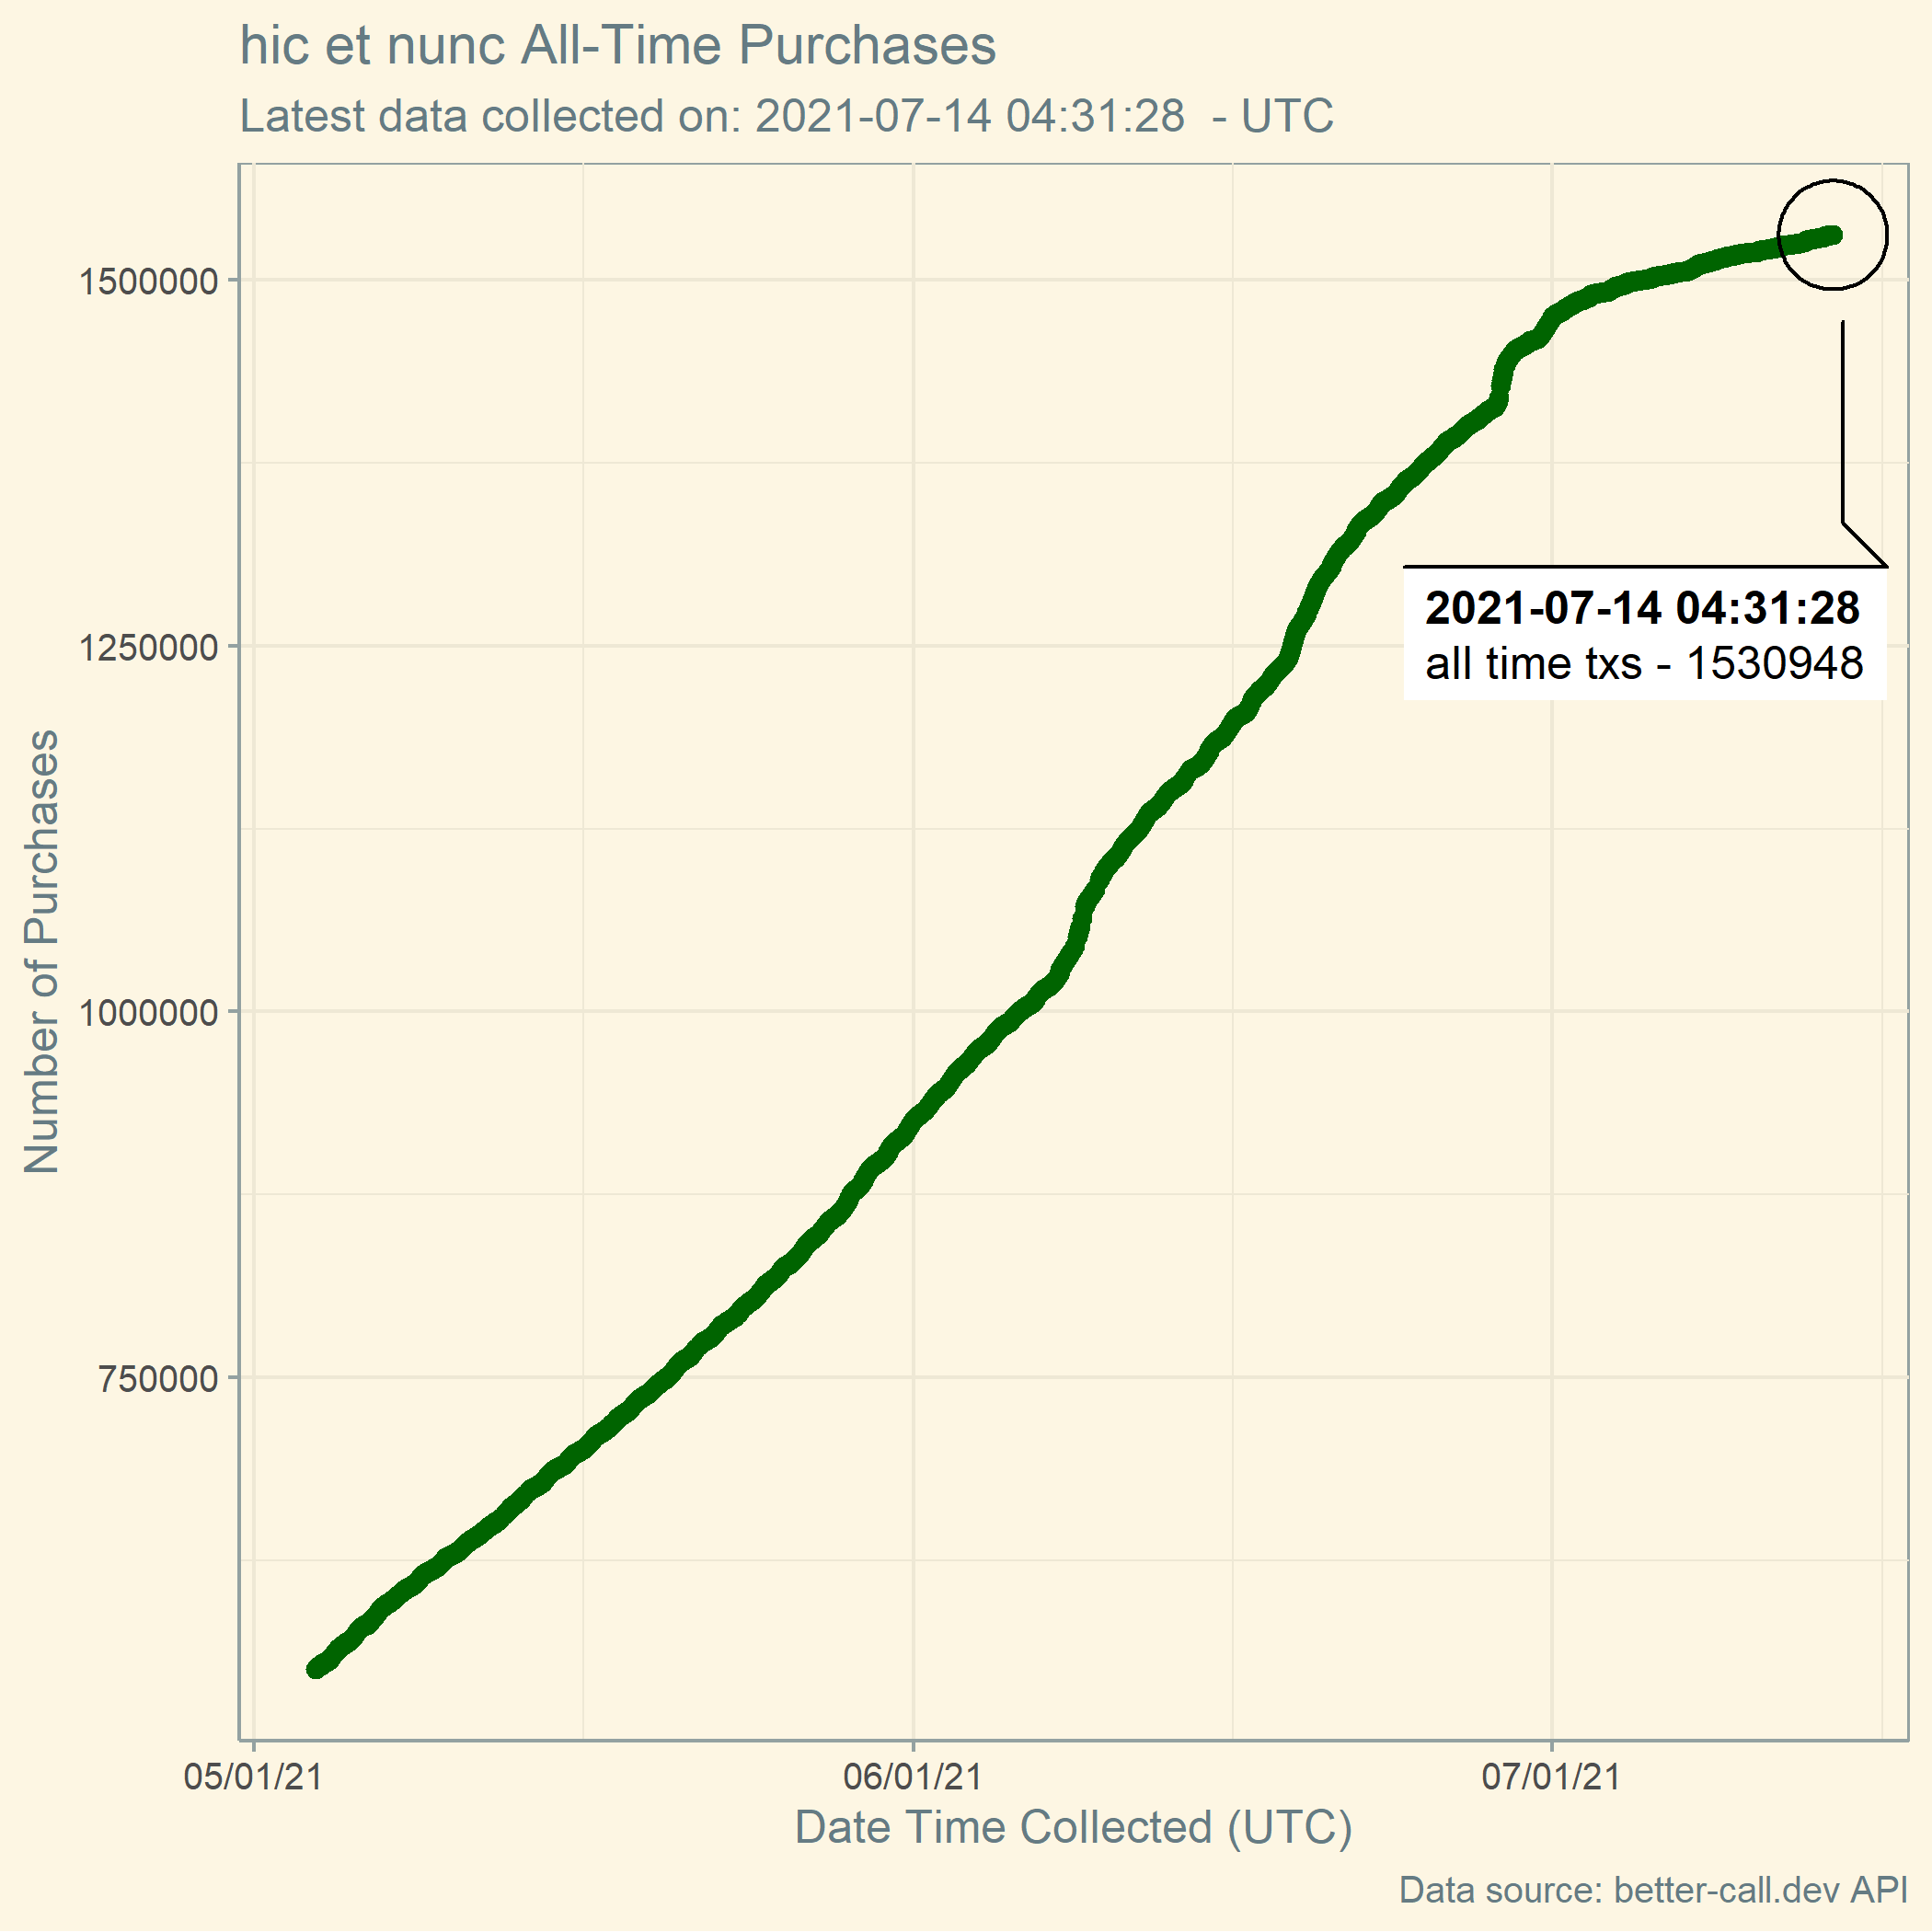 hic et nunc All-Time Purchases
Latest data collected on: 2021-07-14 04:31:28  - UTC
Number of Purchases
1500000
1250000
1000000
750000
2021-07-14 04:31:28
all time txs - 1530948
05/01/21
06/01/21
07/01/21
Date Time Collected (UTC)
Data source: better-call.dev API